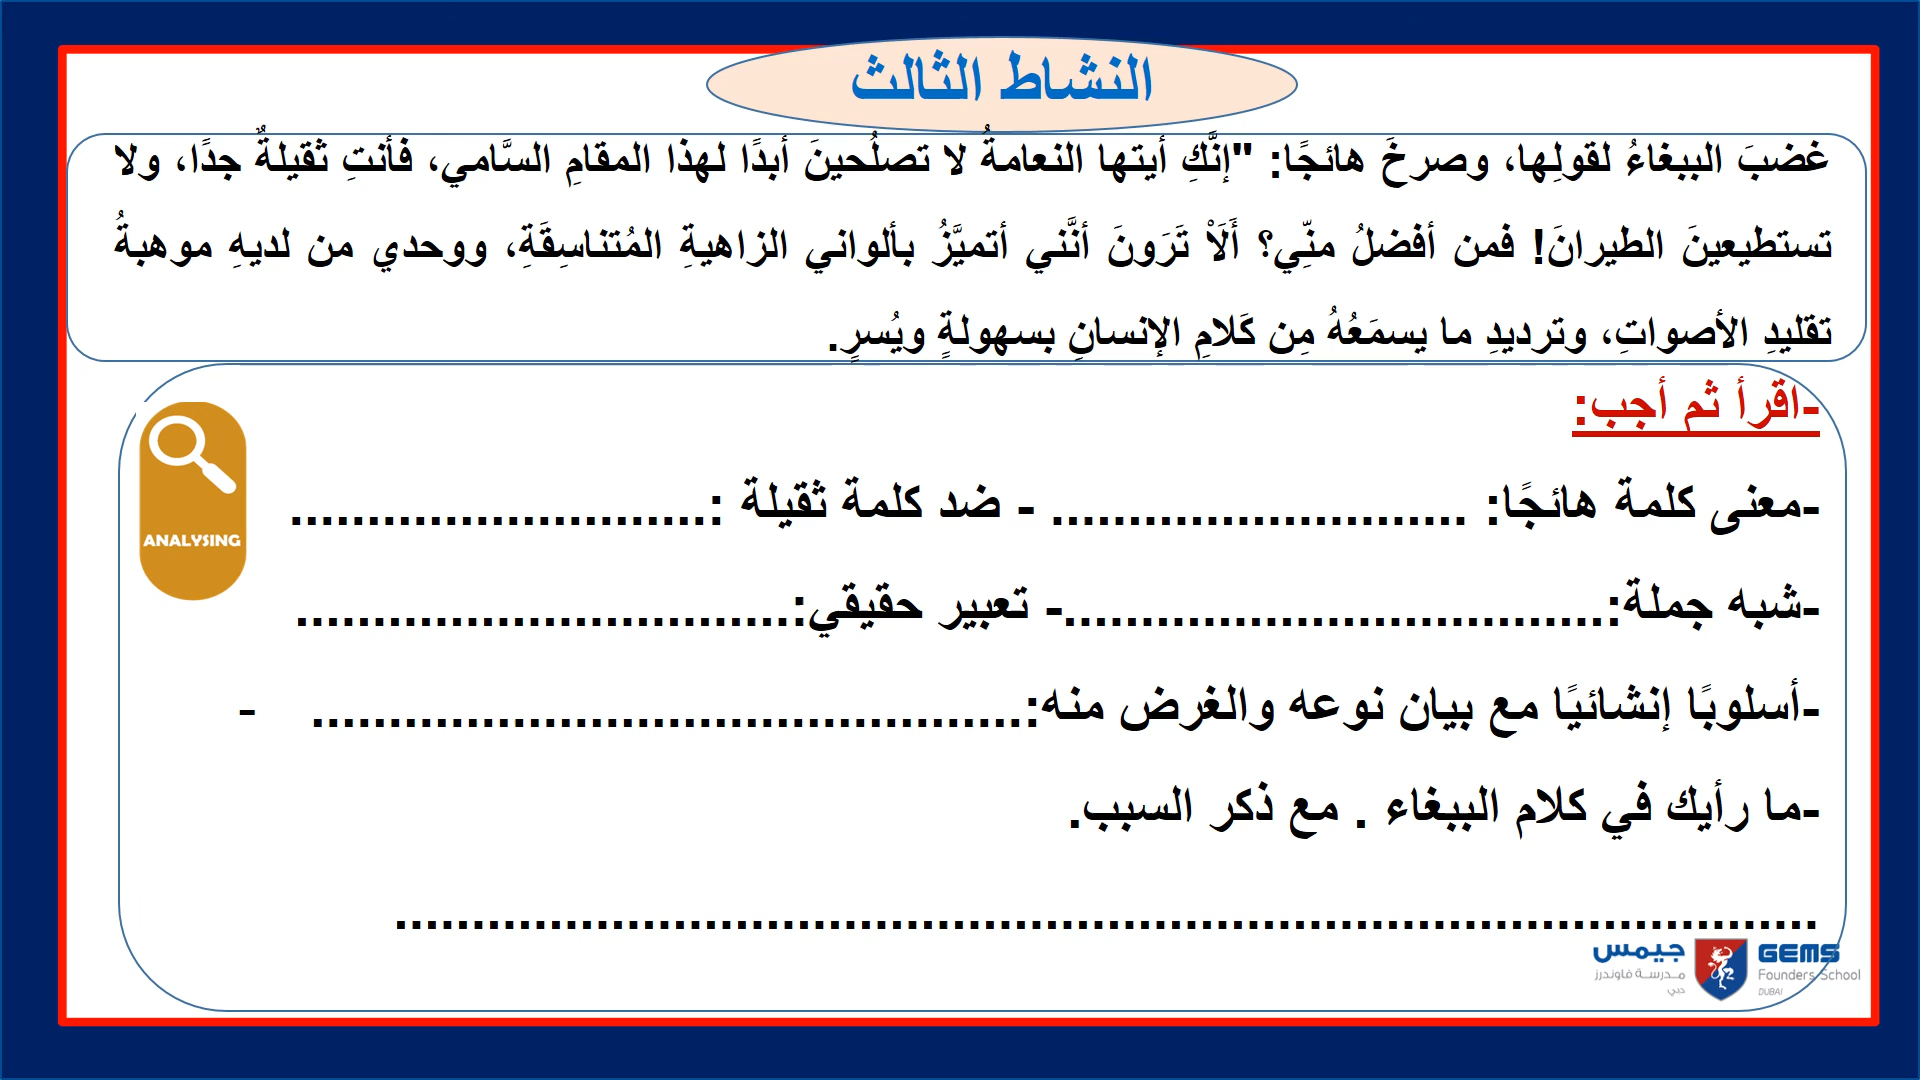 النشاط الثالث
غضبَ الببغاءُ لقولِها، وصرخَ هائجًا: "إنَّكِ أيتها النعامةُ لا تصلُحينَ أبدًا لهذا المقامِ السَّامي، فأنتِ ثقيلةٌ جدًا، ولا
تستطيعينَ الطيرانَ! فمن أفضلُ منّي؟ أَلَاْ تَرَونَ أنَّني أتميَّزُ بألواني الزاهيةِ المُتناسِقَةِ، ووحدي من لديهِ موهبةُ
تقليدِ الأصواتِ، وترديدِ ما يسمَعُهُ مِن كَلامِ الإنسانِ بسهولةٍ ويُسرٍ.
-اقرأ ثم أجب:
-معنى كلمة هائجًا: ........................... - ضد كلمة ثقيلة :...........................
-شبه جملة:...................................- تعبير حقيقي:................................
-أسلوبًا إنشائيًا مع بيان نوعه والغرض منه:.............................................. -
-ما رأيك في كلام الببغاء . مع ذكر السبب.
............................................................................................
ANALYSING
جيمس
مدرسة فاوندرز
دبي
GEMS
Founders School
DUBAI